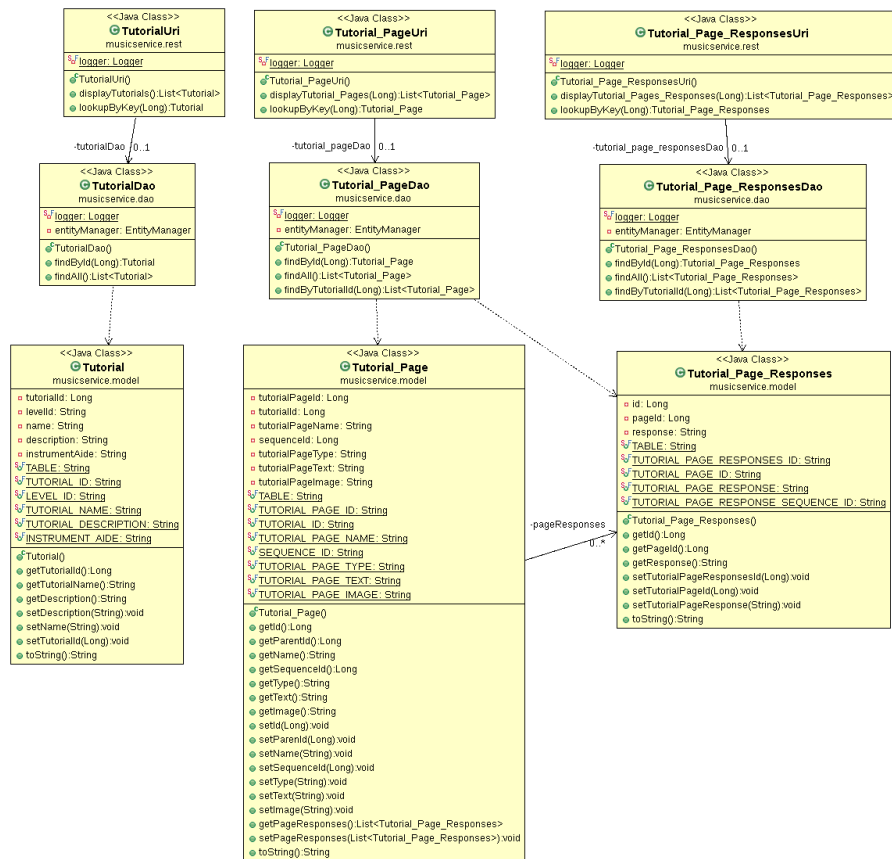 <<Java Class>>
TutorialUri
musicservice.rest
logger: Logger
TutorialUri()
displayTutorials():List<Tutorial>
lookupByKey(Long):Tutorial
<<Java Class>>
Tutorial_PageUri
musicservice.rest
logger: Logger
Tutorial_PageUri()
displayTutorial_Pages(Long):List<Tutorial_Page>
lookupByKey(Long):Tutorial_Page
<<Java Class>>
Tutorial_Page_ResponsesUri
musicservice.rest
logger: Logger
Tutorial_Page_ResponsesUri()
displayTutorial_Pages_Responses(Long):List<Tutorial_Page_Responses>
lookupByKey(Long):Tutorial_Page_Responses
-tutorialDao 0..1
-tutorial_pageDao 0..1
-tutorial_page_responsesDao 0..1
<<Java Class>>
TutorialDao
musicservice.dao
logger: Logger
entityManager: EntityManager
TutorialDao()
findById(Long):Tutorial
findAll():List<Tutorial>
<<Java Class>>
Tutorial_PageDao
musicservice.dao
logger: Logger
entityManager: EntityManager
Tutorial_PageDao()
findById(Long):Tutorial_Page
findAll():List<Tutorial_Page>
findByTutorialId(Long):List<Tutorial_Page>
<<Java Class>>
Tutorial_Page_ResponsesDao
musicservice.dao
logger: Logger
entityManager: EntityManager
Tutorial_Page_ResponsesDao()
findById(Long):Tutorial_Page_Responses
findAll():List<Tutorial_Page_Responses>
findByTutorialId(Long):List<Tutorial_Page_Responses>
<<Java Class>>
Tutorial
musicservice.model
tutorialId: Long
levelId: String
name: String
description: String
instrumentAide: String
TABLE: String
TUTORIAL_ID: String
LEVEL_ID: String
TUTORIAL_NAME: String
TUTORIAL_DESCRIPTION: String
INSTRUMENT_AIDE: String
Tutorial()
getTutorialId():Long
getTutorialName():String
getDescription():String
setDescription(String):void
setName(String):void
setTutorialId(Long):void
toString():String
<<Java Class>>
Tutorial_Page
musicservice.model
tutorialPageId: Long
tutorialId: Long
tutorialPageName: String
sequenceId: Long
tutorialPageType: String
tutorialPageText: String
tutorialPageImage: String
TABLE: String
TUTORIAL_PAGE_ID: String
TUTORIAL_ID: String
TUTORIAL_PAGE_NAME: String
SEQUENCE_ID: String
TUTORIAL_PAGE_TYPE: String
TUTORIAL_PAGE_TEXT: String
TUTORIAL_PAGE_IMAGE: String
Tutorial_Page()
getId():Long
getParentId():Long
getName():String
getSequenceId():Long
getType():String
getText():String
getImage():String
setId(Long):void
setParenId(Long):void
setName(String):void
setSequenceId(Long):void
setType(String):void
setText(String):void
setImage(String):void
getPageResponses():List<Tutorial_Page_Responses>
setPageResponses(List<Tutorial_Page_Responses>):void
toString():String
-pageResponses
0..*
<<Java Class>>
Tutorial_Page_Responses
musicservice.model
id: Long
pageId: Long
response: String
TABLE: String
TUTORIAL_PAGE_RESPONSES_ID: String
TUTORIAL_PAGE_ID: String
TUTORIAL_PAGE_RESPONSE: String
TUTORIAL_PAGE_RESPONSE_SEQUENCE_ID: String
Tutorial_Page_Responses()
getId():Long
getPageId():Long
getResponse():String
setTutorialPageResponsesId(Long):void
setTutorialPageId(Long):void
setTutorialPageResponse(String):void
toString():String